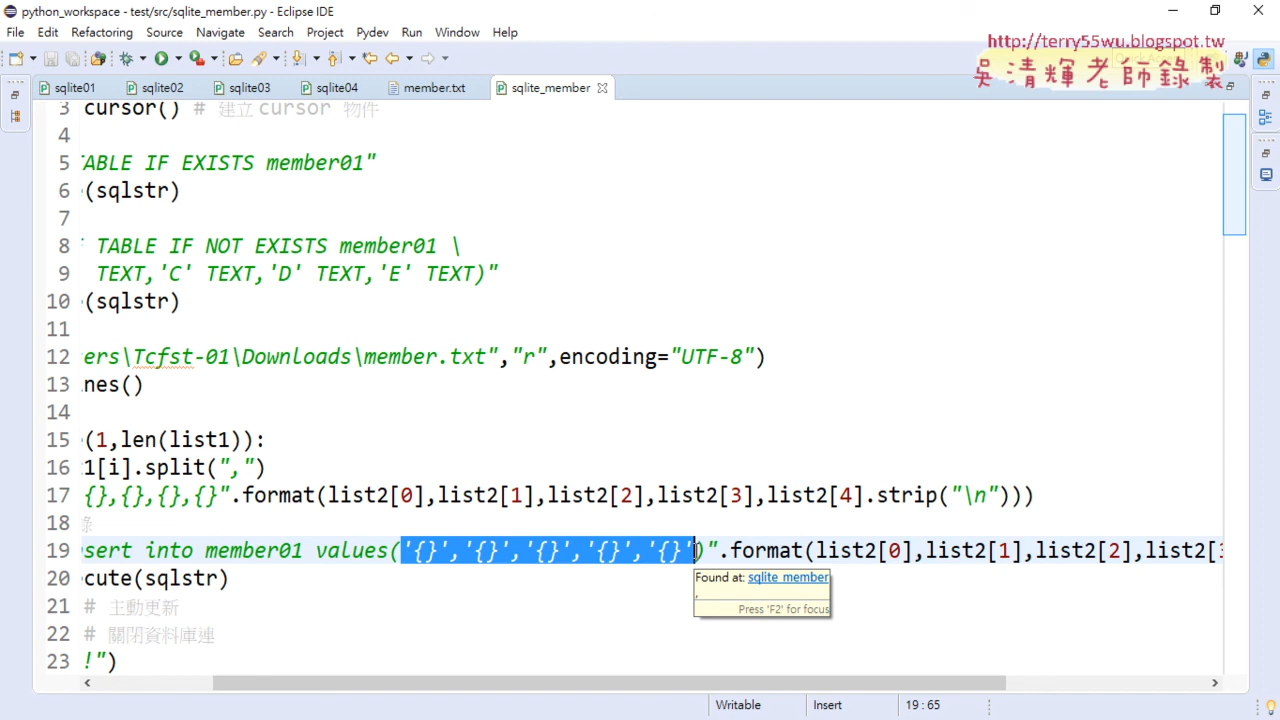 python_workspace - test/src/sqlite_member.py - Eclipse IDE
File Edit Refactoring Source Navigate Search Project Pydev Run Window Help
http://terry55wu.blogspot.tw
吳清輝老師錄製
sqlite01 sqlite02 sqlite03 sqlite04 member.txt sqlite_member
3 cursor() # 建立 cursor 物件
4
5 TABLE IF EXISTS member01"
6 (sqlstr)
7
8 TABLE IF NOT EXISTS member01 \
9 TEXT,'C' TEXT,'D' TEXT,'E' TEXT)"
10 (sqlstr)
11
12 ers\Tcfst-01\Downloads\member.txt","r",encoding="UTF-8")
13 nes()
14
15 (1,len(list1)):
16 1[i].split(",")
17 {},{},{},{}".format(list2[0],list2[1],list2[2],list2[3],list2[4].strip("\n")))
18 錄
19 sert into member01 values('{}','{}','{}','{}','{}')".format(list2[0],list2[1],list2[2],list2[3
20 cute(sqlstr)
Found at: sqlite_member
,
Press 'F2' for focus
21 # 主動更新
22 # 關閉資料庫連
23 !")
Writable Insert 19 : 65